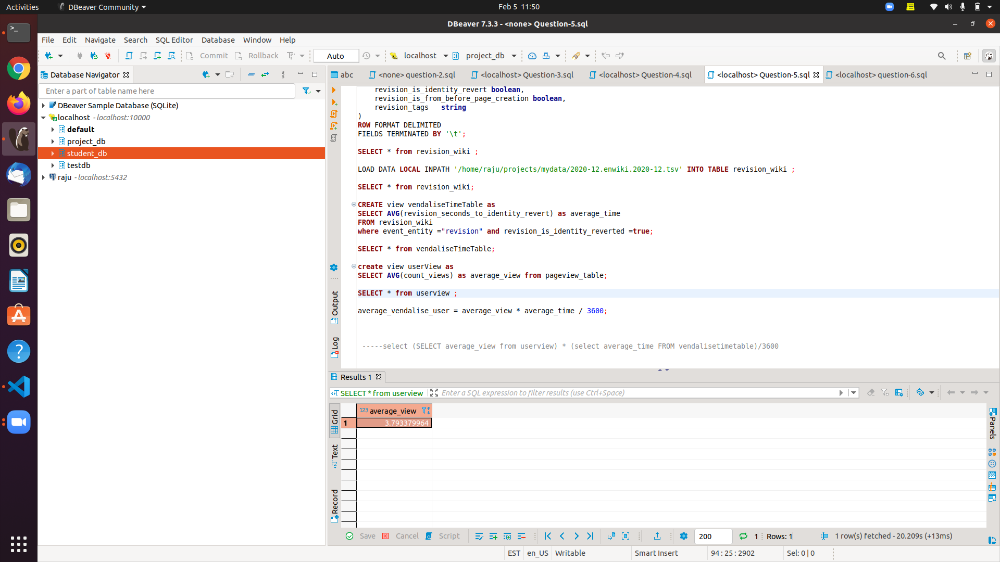 Activities
DBeaver Community
Feb 5 11:50
DBeaver 7.3.3 - <none> Question-5.sql
File Edit Navigate Search SQL Editor Database Window Help
Commit Rollback Auto localhost project_db
Database Navigator
abc
<none> question-2.sql
<localhost> Question-3.sql
<localhost> Question-4.sql
<localhost> Question-5.sql
<localhost> question-6.sql
Enter a part of table name here
DBeaver Sample Database (SQLite)
localhost - localhost:10000
default
project_db
student_db
testdb
raju - localhost:5432
revision_is_identity_revert boolean,
revision_is_from_before_page_creation boolean,
revision_tags string
)
ROW FORMAT DELIMITED
FIELDS TERMINATED BY '\t';
SELECT * from revision_wiki ;
LOAD DATA LOCAL INPATH '/home/raju/projects/mydata/2020-12.enwiki.2020-12.tsv' INTO TABLE revision_wiki ;
SELECT * from revision_wiki;
CREATE view vendaliseTimeTable as
SELECT AVG(revision_seconds_to_identity_revert) as average_time
FROM revision_wiki
where event_entity ="revision" and revision_is_identity_reverted =true;
SELECT * from vendaliseTimeTable;
create view userView as
SELECT AVG(count_views) as average_view from pageview_table;
SELECT * from userview ;
average_vendalise_user = average_view * average_time / 3600;
-----select (SELECT average_view from userview) * (select average_time FROM vendalisetimetable)/3600
Output
Log
Results 1
SELECT * from userview
Enter a SQL expression to filter results (use Ctrl+Space)
Grid
Text
Record
Panels
123 average_view
1 3.793379964
Save Cancel Script
200
1
Rows: 1
1 row(s) fetched - 20.209s (+13ms)
EST en_US Writable Smart Insert 94 : 25 : 2902 Sel: 0 | 0